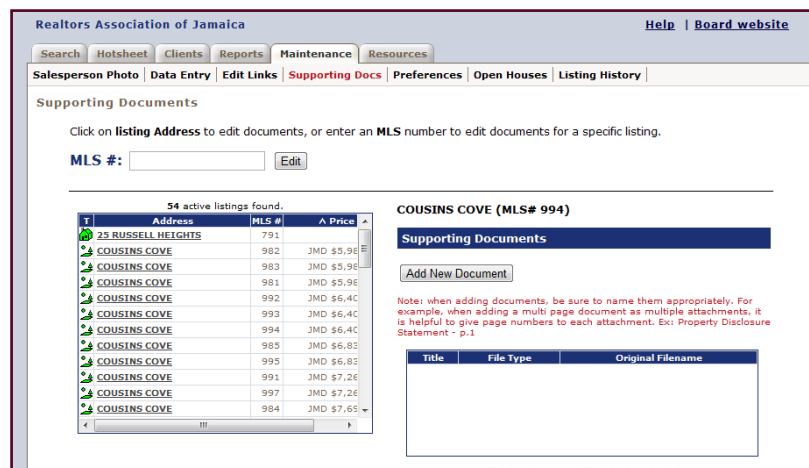 Realtors Association of Jamaica
Help | Board website
Search Hotsheet Clients Reports Maintenance Resources
Salesperson Photo | Data Entry | Edit Links | Supporting Docs | Preferences | Open Houses | Listing History |
Supporting Documents
Click on listing Address to edit documents, or enter an MLS number to edit documents for a specific listing.
MLS #: Edit
54 active listings found.
T Address MLS # ^ Price
25 RUSSELL HEIGHTS 791
COUSINS COVE 982 JMD $5,98
COUSINS COVE 983 JMD $5,98
COUSINS COVE 981 JMD $5,98
COUSINS COVE 992 JMD $6,40
COUSINS COVE 993 JMD $6,40
COUSINS COVE 994 JMD $6,40
COUSINS COVE 985 JMD $6,83
COUSINS COVE 995 JMD $6,83
COUSINS COVE 991 JMD $7,26
COUSINS COVE 997 JMD $7,26
COUSINS COVE 984 JMD $7,69
COUSINS COVE (MLS# 994)
Supporting Documents
Add New Document
Note: when adding documents, be sure to name them appropriately. For
example, when adding a multi page document as multiple attachments, it
is helpful to give page numbers to each attachment. Ex: Property Disclosure
Statement - p.1
Title File Type Original Filename